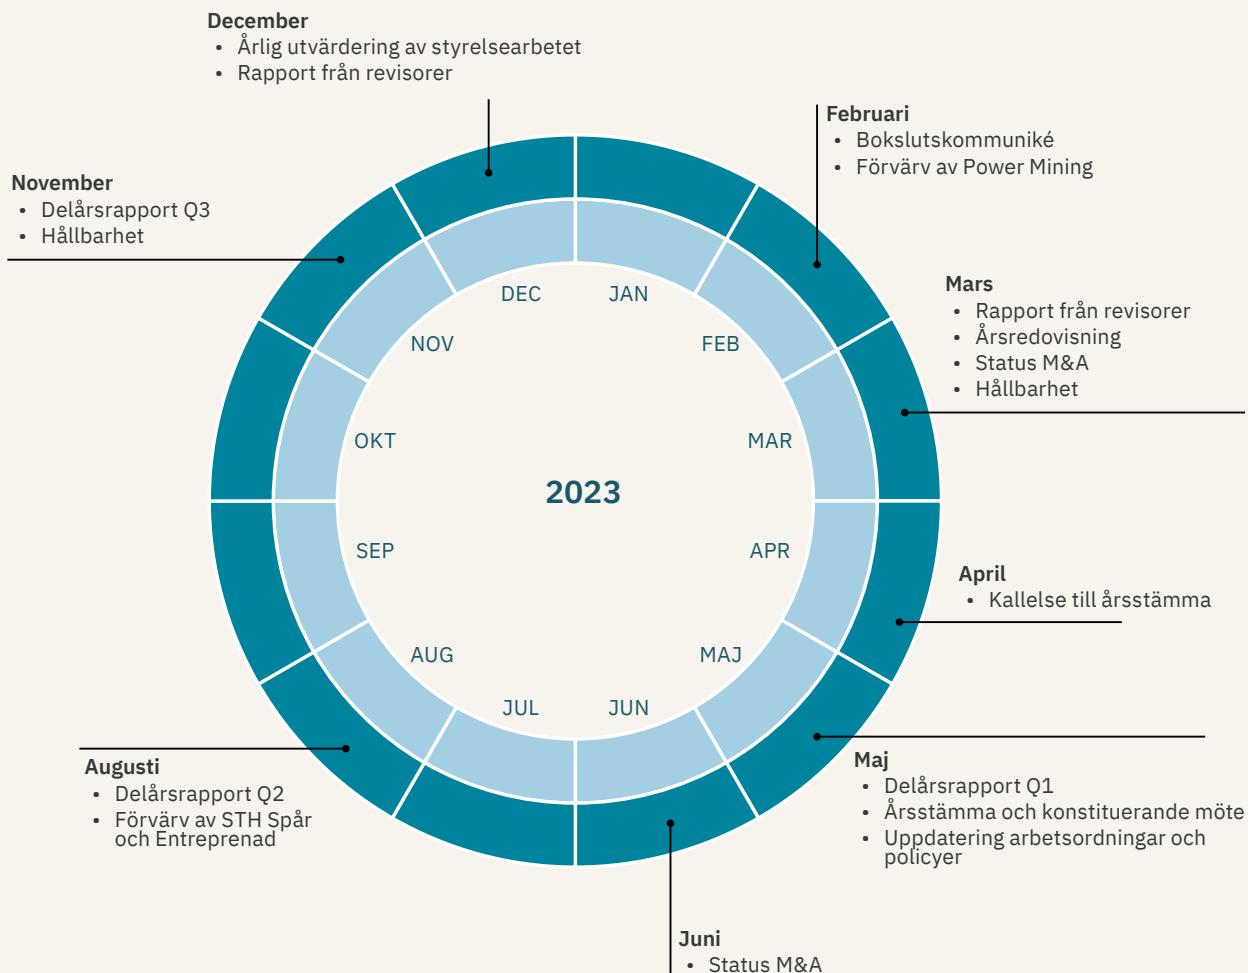 December
• Årlig utvärdering av styrelsearbetet
• Rapport från revisorer
Februari
• Bokslutskommuniké
• Förvärv av Power Mining
November
• Delårsrapport Q3
• Hållbarhet
Mars
• Rapport från revisorer
• Årsredovisning
• Status M&A
• Hållbarhet
DEC
JAN
NOV
FEB
OKT
MAR
2023
SEP
APR
AUG
MAJ
JUL
JUN
April
• Kallelse till årsstämma
Maj
• Delårsrapport Q1
• Årsstämma och konstituerande möte
• Uppdatering arbetsordningar och
policyer
Augusti
• Delårsrapport Q2
• Förvärv av STH Spår
och Entreprenad
Juni
• Status M&A